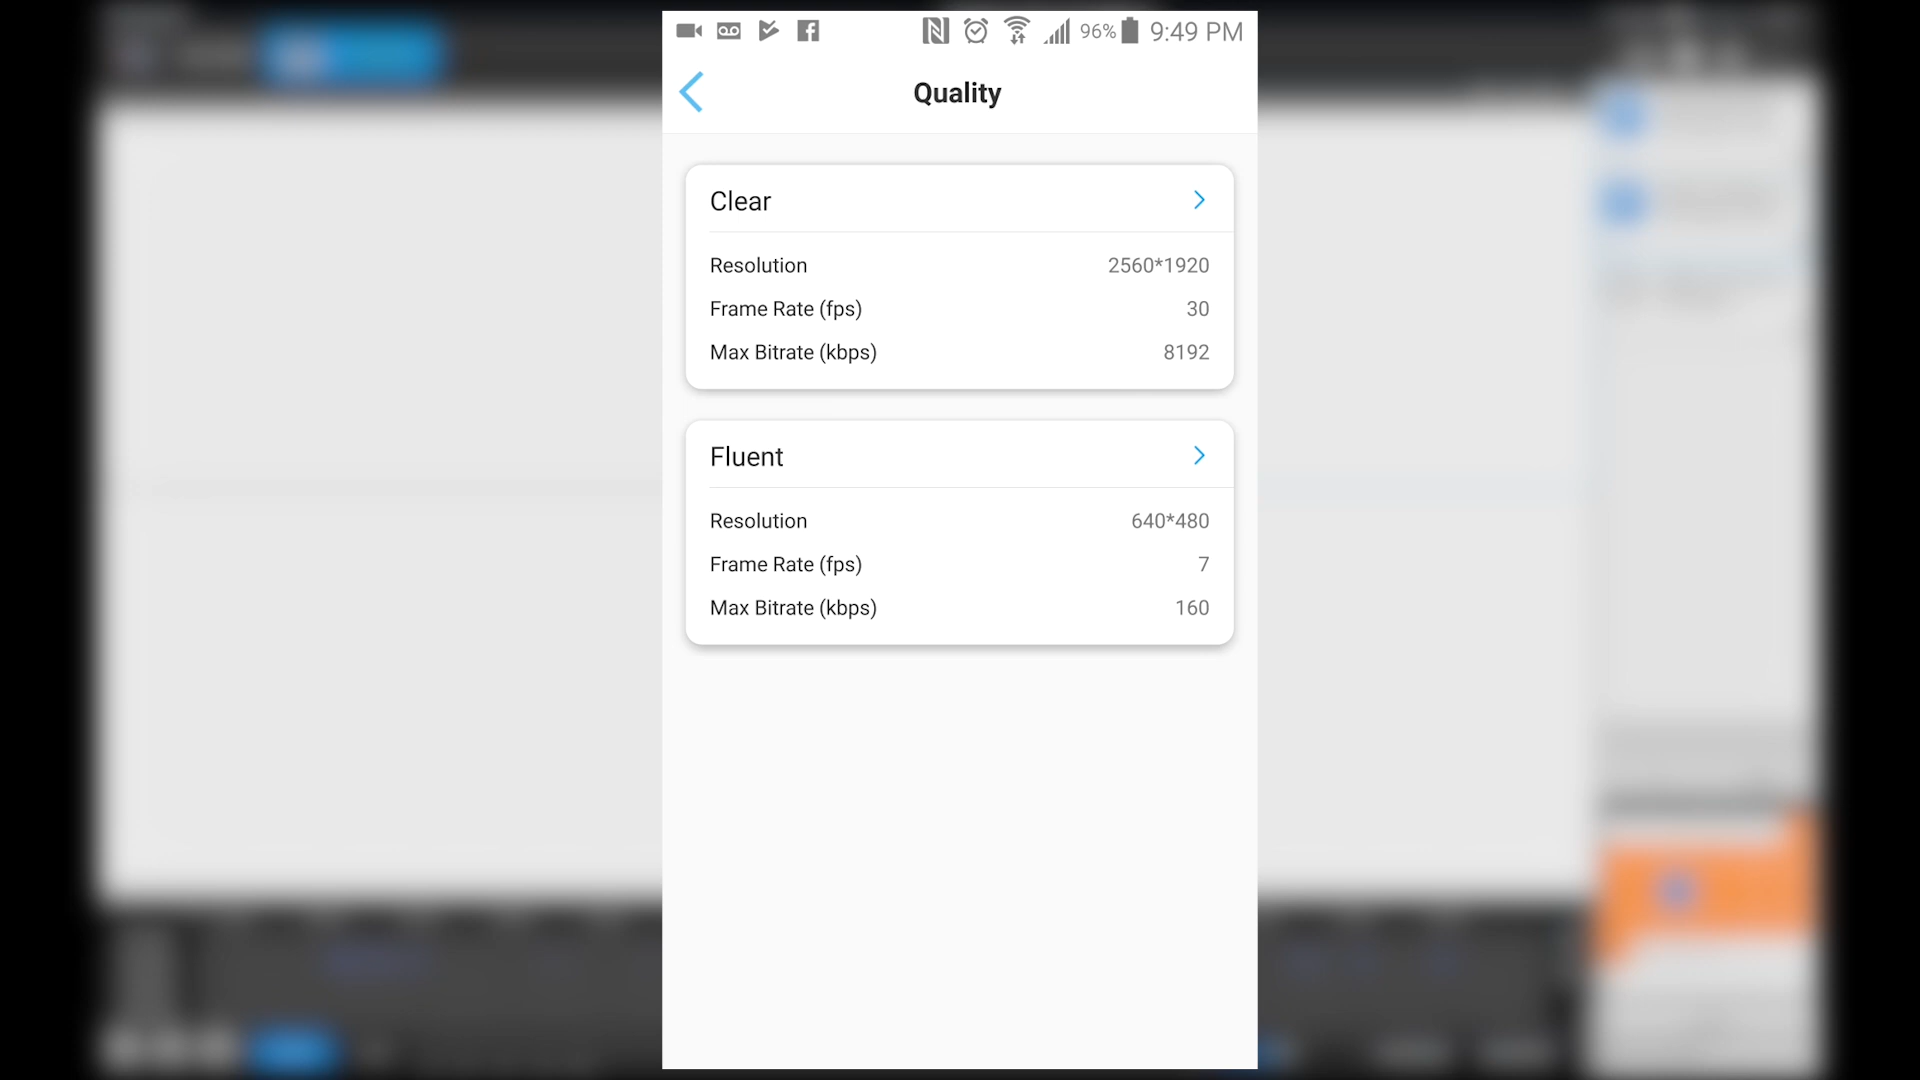 96% 9:49 PM
Quality
Clear
Resolution 2560*1920
Frame Rate (fps) 30
Max Bitrate (kbps) 8192
Fluent
Resolution 640*480
Frame Rate (fps) 7
Max Bitrate (kbps) 160